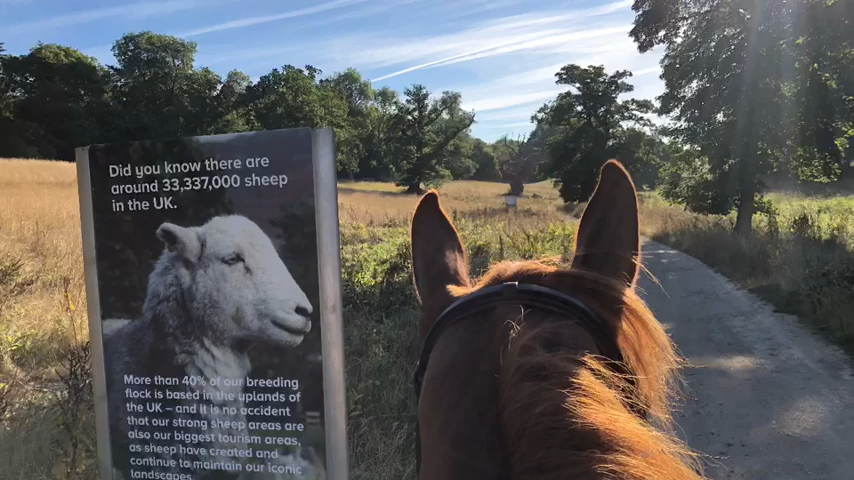 Did you know there are
around 33,337,000 sheep
in the UK.
More than 40% of our breeding
flock is based in the uplands of
the UK – and it is no accident
that our strong sheep areas are
also our biggest tourism areas,
as sheep have created and
continue to maintain our iconic
landscapes.